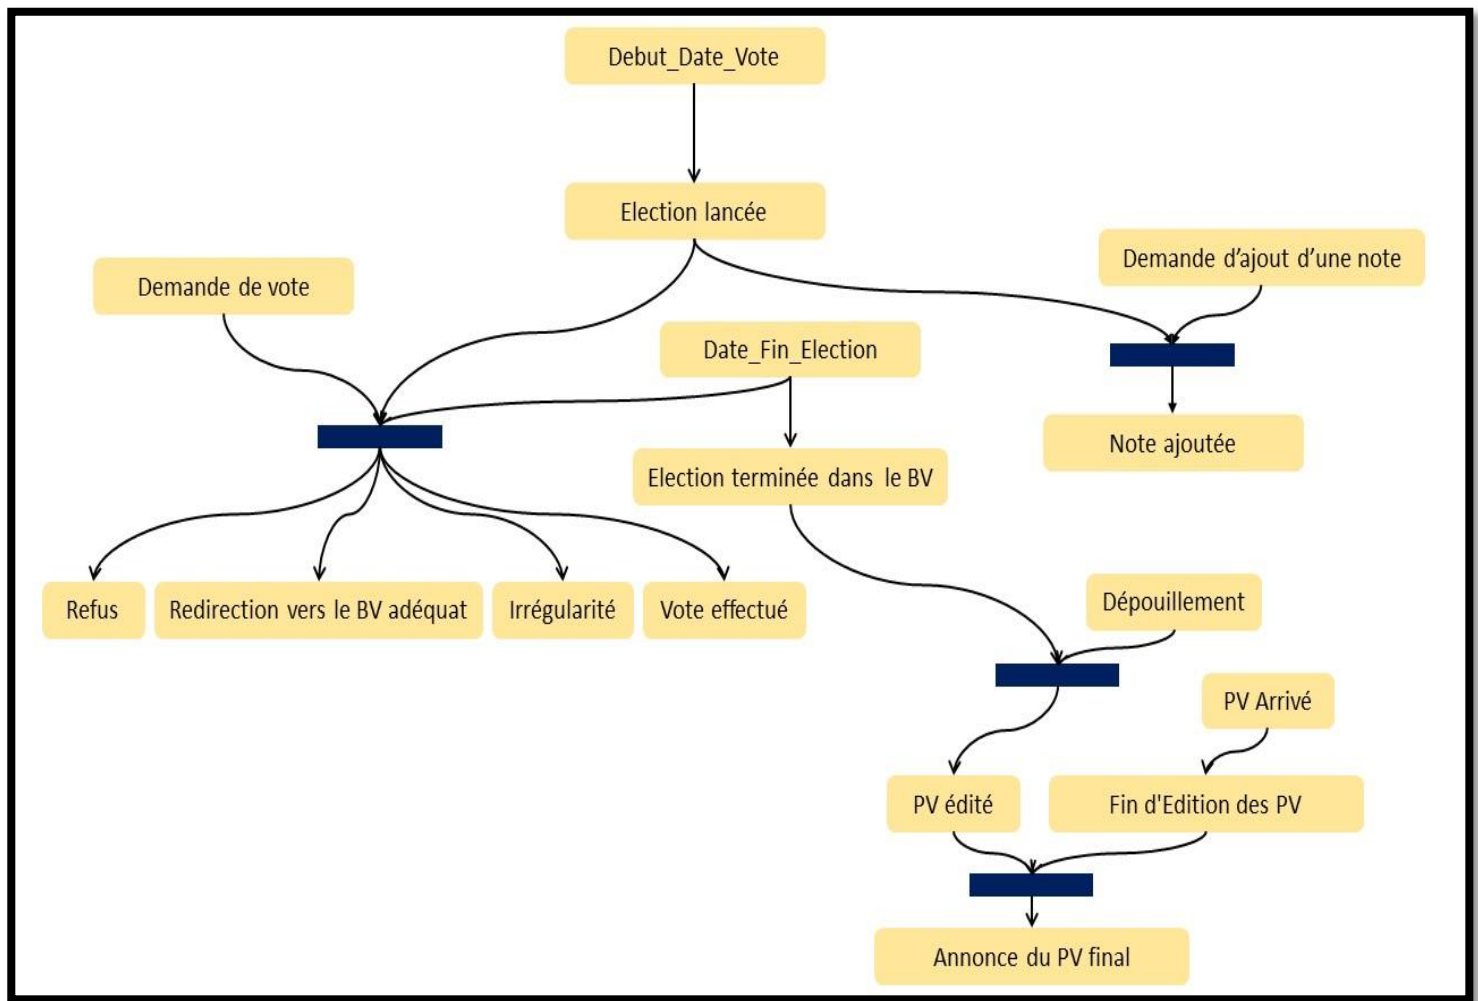 Debut_Date_Vote
Election lancée
Demande d’ajout d’une note
Demande de vote
Date_Fin_Election
Note ajoutée
Election terminée dans le BV
Refus
Redirection vers le BV adéquat
Irrégularité
Vote effectué
Dépouillement
PV Arrivé
PV édité
Fin d'Edition des PV
Annonce du PV final